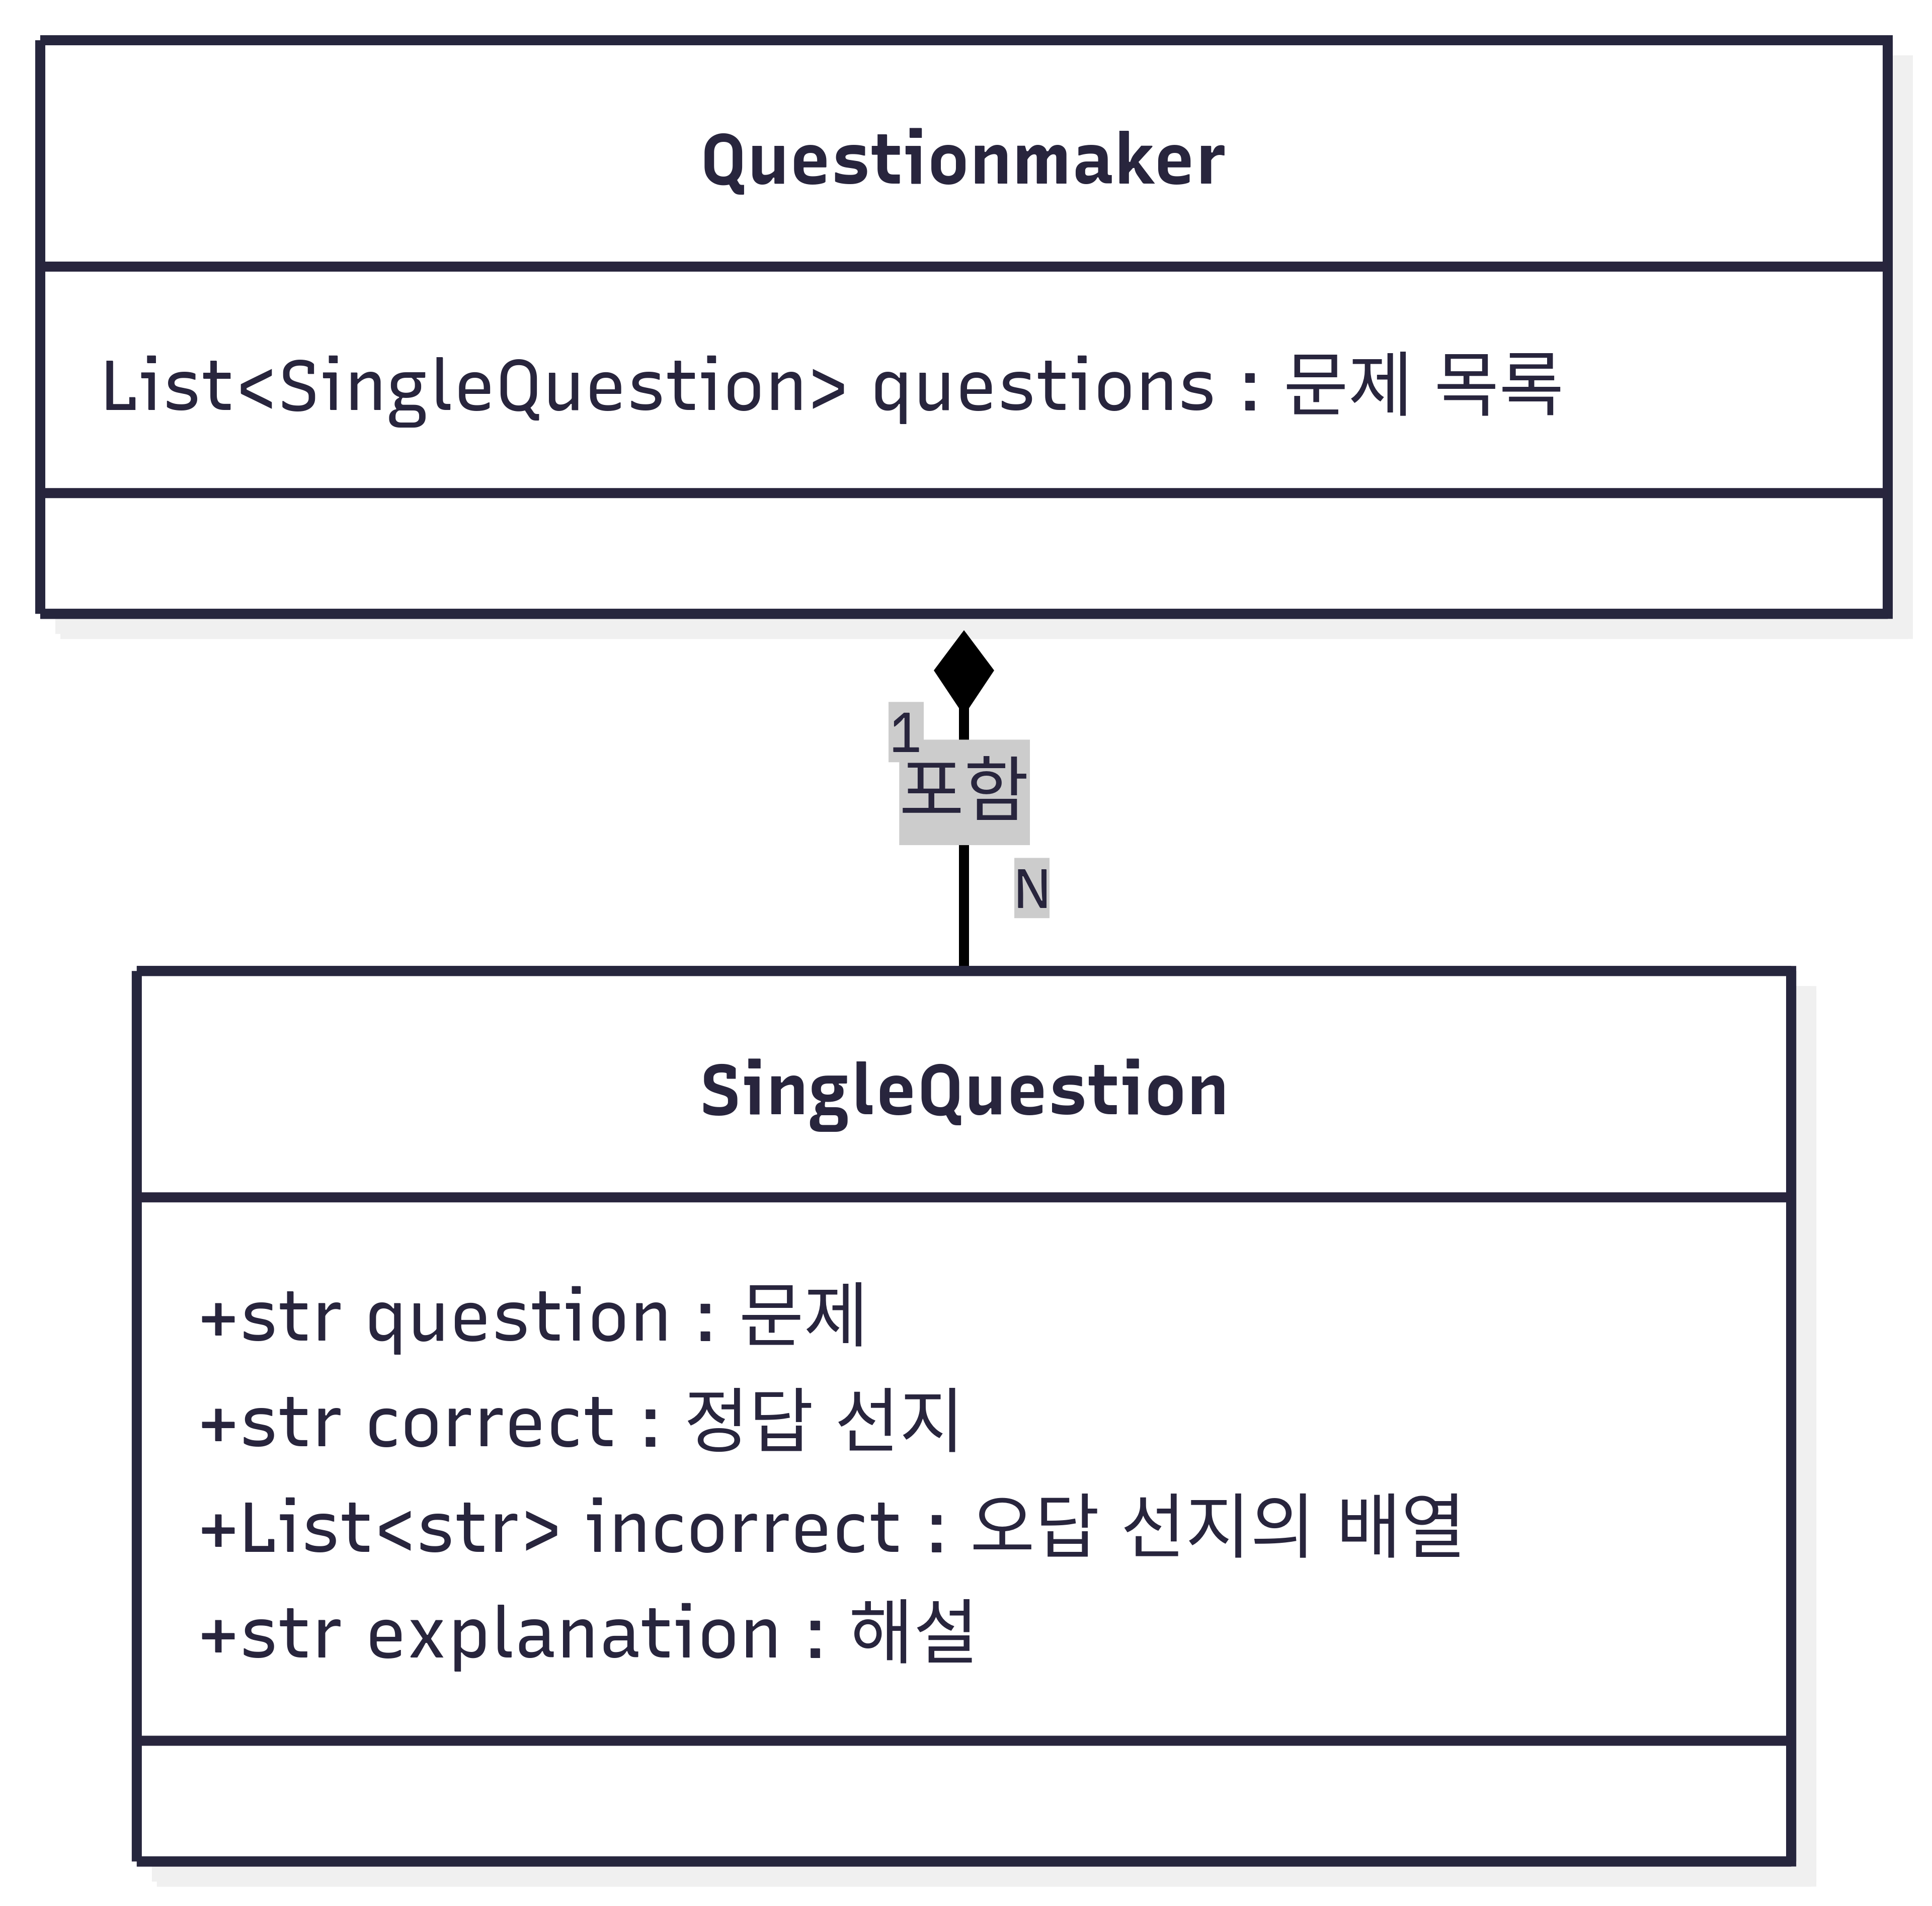 Questionmaker
List<SingleQuestion> questions : 문제 목록
1
포함
N
SingleQuestion
+str question : 문제
+str correct : 정답 선지
+List<str> incorrect : 오답 선지의 배열
+str explanation : 해설